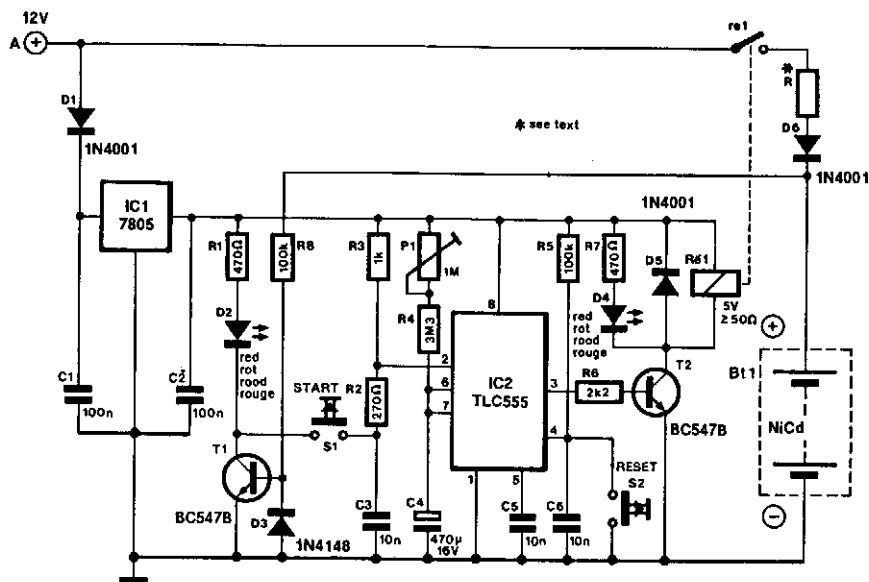 12V
A +
re1
* R
D1
* see text
D6
1N4001
1N4001
IC1
7805
1N4001
R1
470Ω
100k
R8
R3
1k
P1
1M
R5
100k
R7
470Ω
D5
Re1
5V
≥50Ω
D2
R4
3M3
8
D4
red
rot
rood
rouge
red
rot
rood
rouge
+
C1
100n
C2
100n
START
S1
R2
270Ω
2
6
7
IC2
TLC555
3
R6
2k2
T2
BC547B
Bt1
NiCd
4
T1
BC547B
1
5
RESET
S2
D3
1N4148
C3
10n
C4
470µ
16V
C5
10n
C6
10n
−